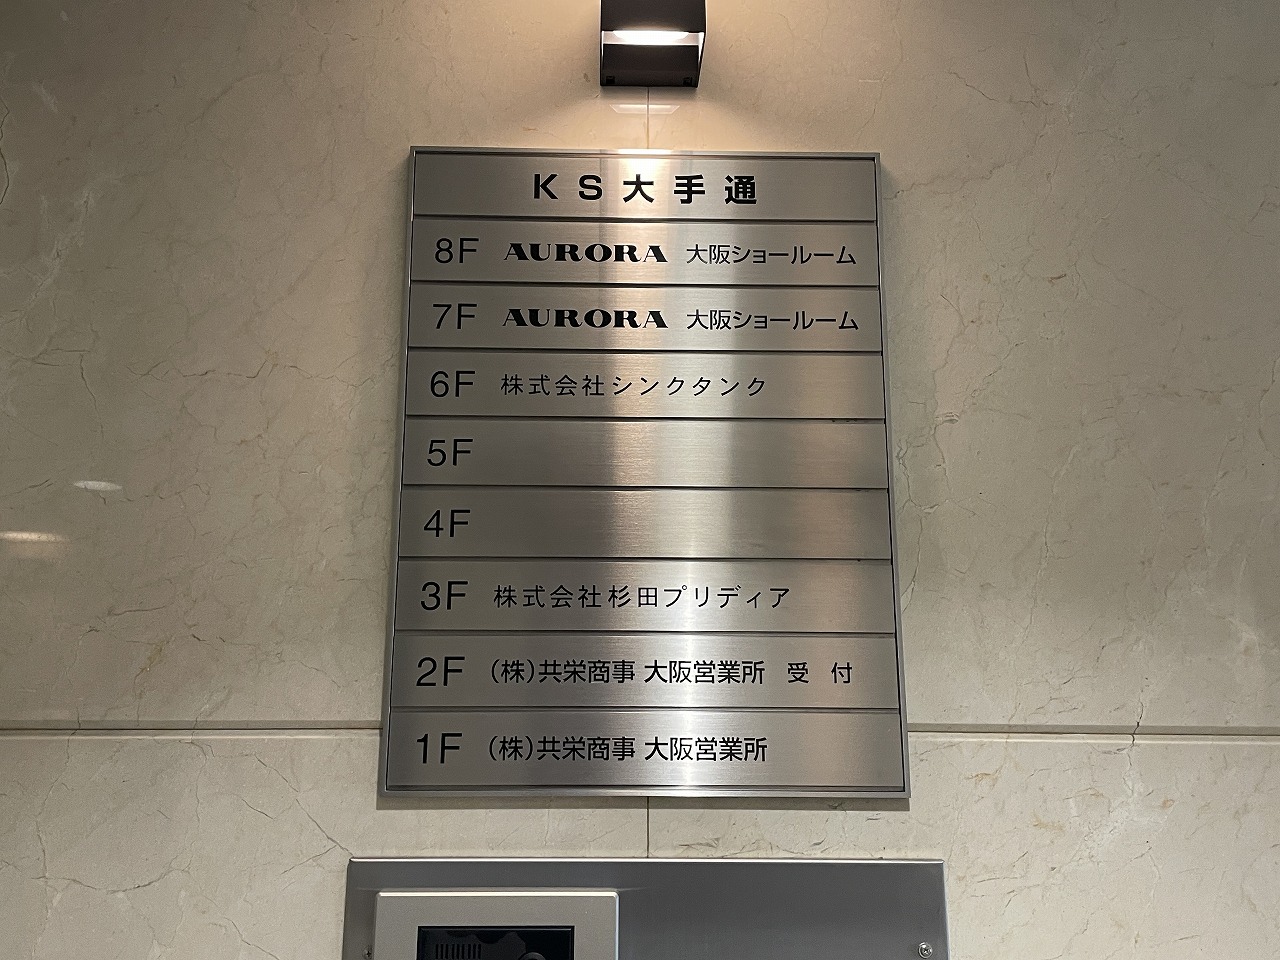 KS大手通
8F AURORA 大阪ショールーム
7F AURORA 大阪ショールーム
6F 株式会社シンクタンク
5F
4F
3F 株式会社杉田プリディア
2F (株)共栄商事 大阪営業所 受付
1F (株)共栄商事 大阪営業所